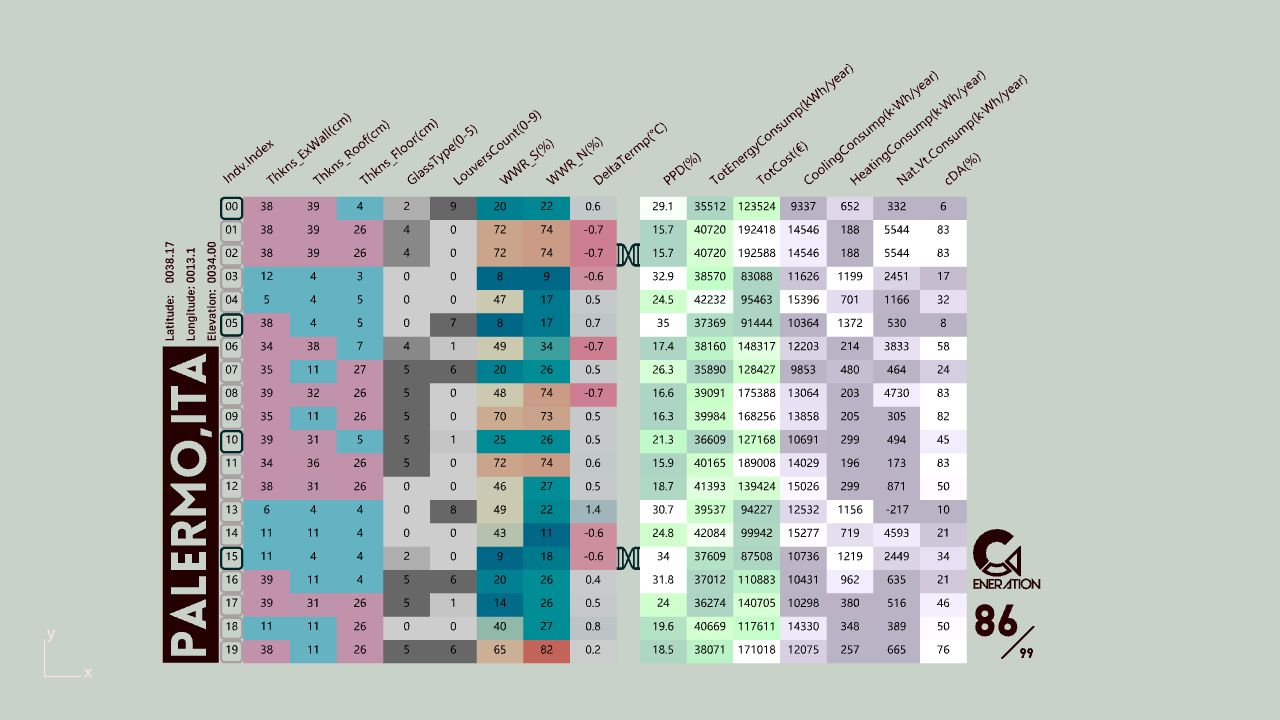 Indv.Index Thkns_ExWall(cm) Thkns_Roof(cm) Thkns_Floor(cm) GlassType(0-5) LouversCount(0-9) WWR_S(%) WWR_N(%) DeltaTermp(°C) PPD(%) TotEnergyConsump(kWh/year) TotCost(€) CoolingConsump(k·Wh/year) HeatingConsump(k·Wh/year) Nat.Vt.Consump(k·Wh/year) cDA(%)
00 38 39 4 2 9 20 22 0.6 29.1 35512 123524 9337 652 332 6
01 38 39 26 4 0 72 74 -0.7 15.7 40720 192418 14546 188 5544 83
02 38 39 26 4 0 72 74 -0.7 15.7 40720 192588 14546 188 5544 83
03 12 4 3 0 0 8 9 -0.6 32.9 38570 83088 11626 1199 2451 17
04 5 4 5 0 0 47 17 0.5 24.5 42232 95463 15396 701 1166 32
05 38 4 5 0 7 8 17 0.7 35 37369 91444 10364 1372 530 8
06 34 38 7 4 1 49 34 -0.7 17.4 38160 148317 12203 214 3833 58
07 35 11 27 5 6 20 26 0.5 26.3 35890 128427 9853 480 464 24
08 39 32 26 5 0 48 74 -0.7 16.6 39091 175388 13064 203 4730 83
09 35 11 26 5 0 70 73 0.5 16.3 39984 168256 13858 205 305 82
10 39 31 5 5 1 25 26 0.5 21.3 36609 127168 10691 299 494 45
11 34 36 26 5 0 72 74 0.6 15.9 40165 189008 14029 196 173 83
12 38 31 26 0 0 46 27 0.5 18.7 41393 139424 15026 299 871 50
13 6 4 4 0 8 49 22 1.4 30.7 39537 94227 12532 1156 -217 10
14 11 11 4 0 0 43 11 -0.6 24.8 42084 99942 15277 719 4593 21
15 11 4 4 2 0 9 18 -0.6 34 37609 87508 10736 1219 2449 34
16 39 11 4 5 6 20 26 0.4 31.8 37012 110883 10431 962 635 21
17 39 31 26 5 1 14 26 0.5 24 36274 140705 10298 380 516 46
18 11 11 26 0 0 40 27 0.8 19.6 40669 117611 14330 348 389 50
19 38 11 26 5 6 65 82 0.2 18.5 38071 171018 12075 257 665 76
Latitude: 0038.17
Longitude: 0013.1
Elevation: 0034.00
PALERMO,ITA
ENERATION
86/99
y
x